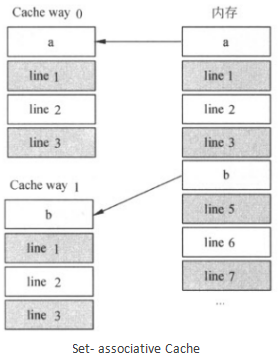 Cache way 0
a
line 1
line 2
line 3
Cache way 1
b
line 1
line 2
line 3
内存
a
line 1
line 2
line 3
b
line 5
line 6
line 7
...
Set- associative Cache